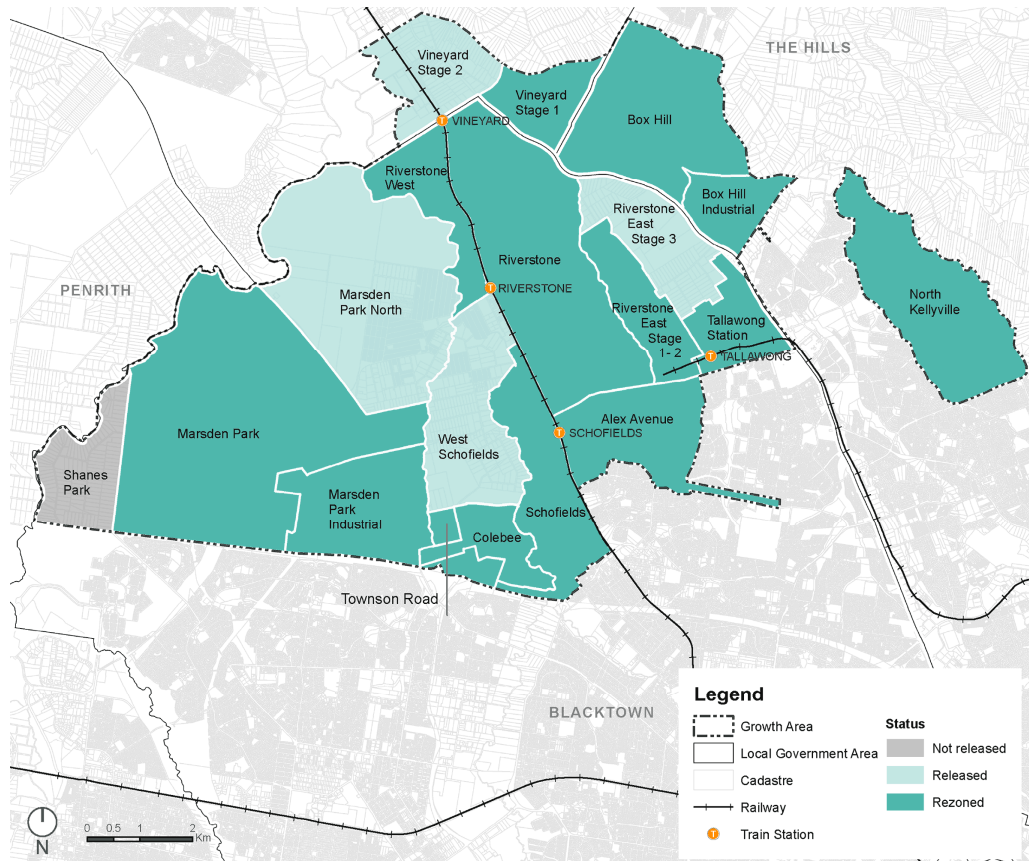 THE HILLS
Vineyard
Stage 2
Vineyard
Stage 1
VINEYARD
Box Hill
Riverstone
West
Box Hill
Industrial
Riverstone
East
Stage 3
Riverstone
RIVERSTONE
PENRITH
Marsden
Park North
North
Kellyville
Riverstone
East
Stage
1- 2
Tallawong
Station
TALLAWONG
Alex Avenue
SCHOFIELDS
Marsden Park
West
Schofields
Shanes
Park
Marsden
Park
Industrial
Schofields
Colebee
Townson Road
BLACKTOWN
Legend
Growth Area
Local Government Area
Cadastre
Railway
Train Station
Status
Not released
Released
Rezoned
N
0 0.5 1 2
Km